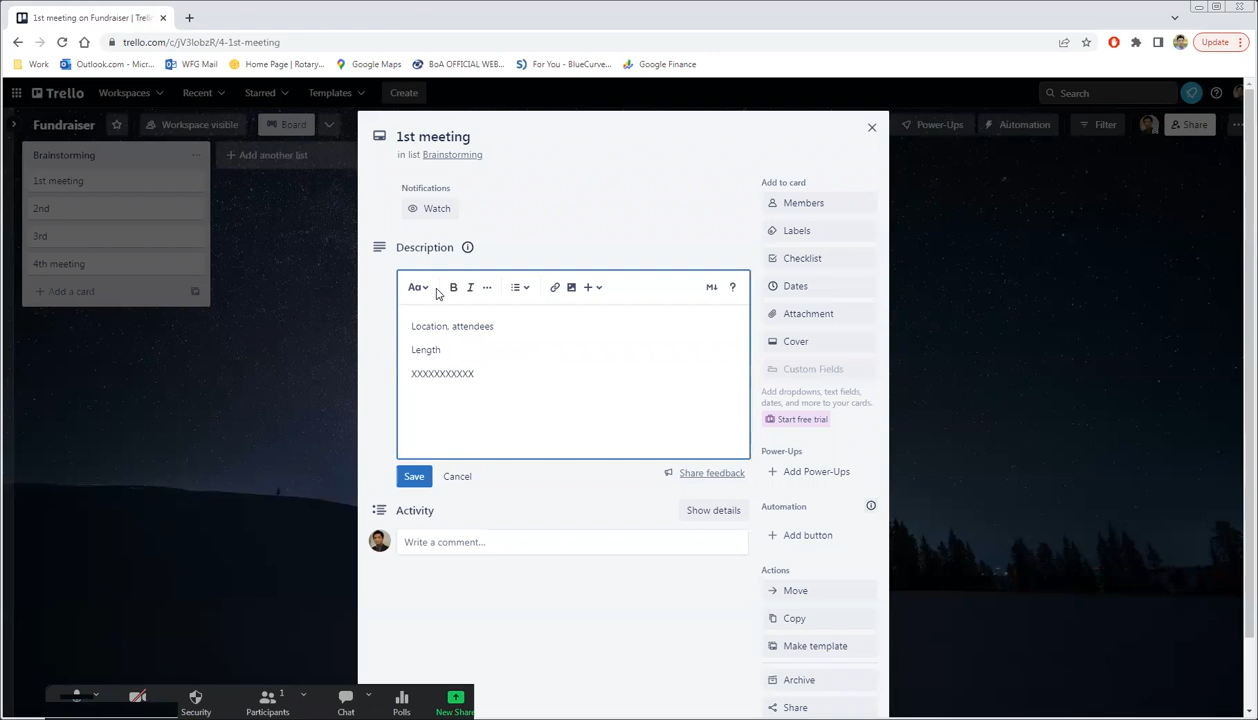 1st meeting on Fundraiser | Trell
trello.com/c/jV3lobzR/4-1st-meeting
Update
Work
Outlook.com - Micr...
WFG Mail
Home Page | Rotary...
Google Maps
BoA OFFICIAL WEB...
For You - BlueCurve...
Google Finance
Trello
Workspaces
Recent
Starred
Templates
Create
Search
Fundraiser
Workspace visible
Board
Power-Ups
Automation
Filter
Share
Brainstorming
Add another list
1st meeting
2nd
3rd
4th meeting
Add a card
1st meeting
in list Brainstorming
Notifications
Watch
Description
Aa B I M ?
Location, attendees
Length
XXXXXXXXXXX
Save
Cancel
Share feedback
Activity
Show details
Write a comment...
Add to card
Members
Labels
Checklist
Dates
Attachment
Cover
Custom Fields
Add dropdowns, text fields,
dates, and more to your cards.
Start free trial
Power-Ups
Add Power-Ups
Automation
Add button
Actions
Move
Copy
Make template
Archive
Share
Security
Participants
1
Chat
Polls
New Share